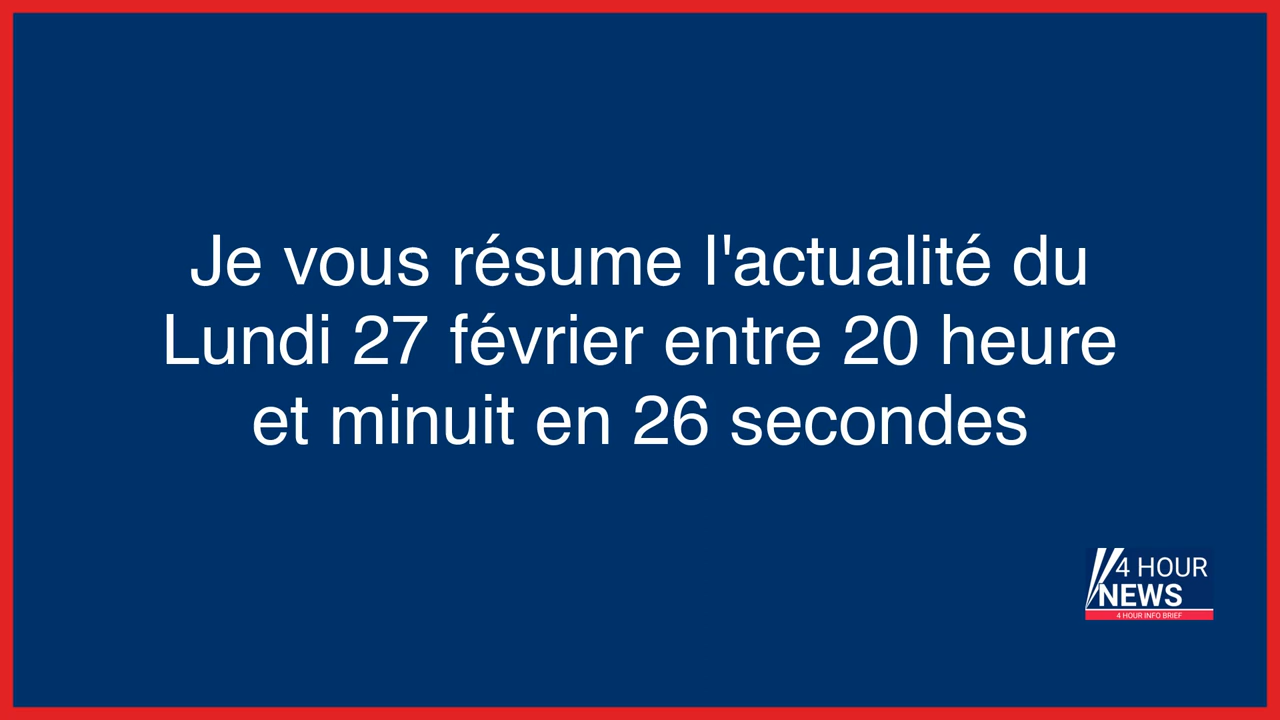 Je vous résume l'actualité du
Lundi 27 février entre 20 heure
et minuit en 26 secondes
4 HOUR
NEWS
4 HOUR INFO BRIEF